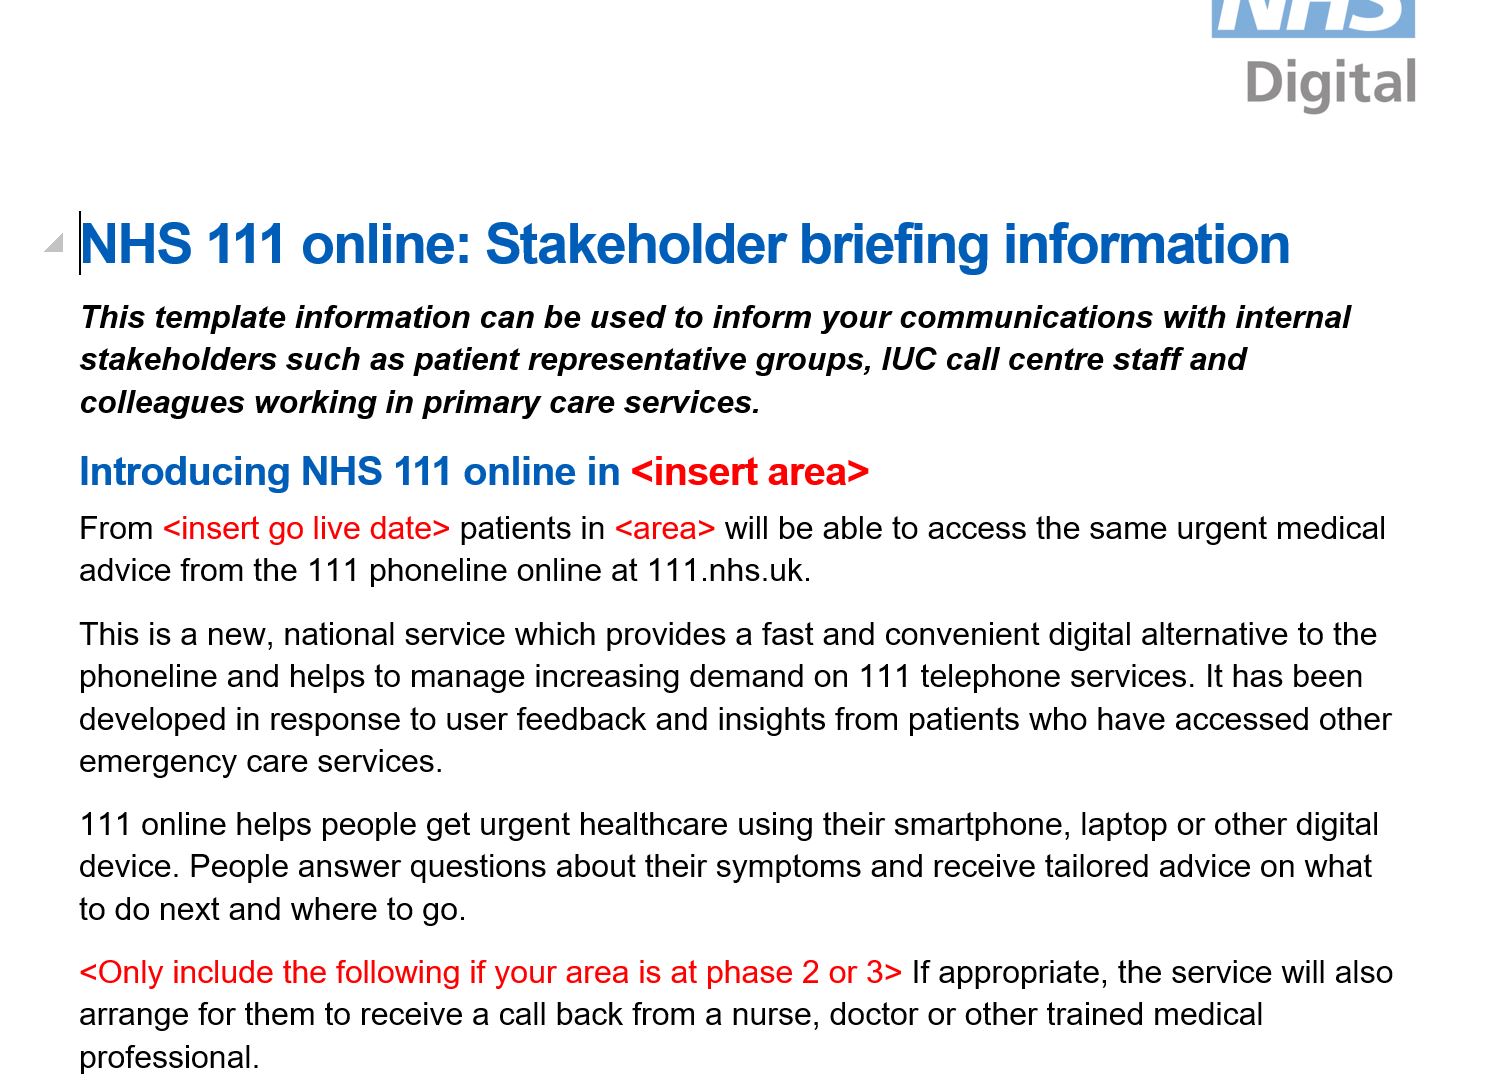 NHS
Digital
NHS 111 online: Stakeholder briefing information
This template information can be used to inform your communications with internal
stakeholders such as patient representative groups, IUC call centre staff and
colleagues working in primary care services.
Introducing NHS 111 online in <insert area>
From <insert go live date> patients in <area> will be able to access the same urgent medical
advice from the 111 phoneline online at 111.nhs.uk.
This is a new, national service which provides a fast and convenient digital alternative to the
phoneline and helps to manage increasing demand on 111 telephone services. It has been
developed in response to user feedback and insights from patients who have accessed other
emergency care services.
111 online helps people get urgent healthcare using their smartphone, laptop or other digital
device. People answer questions about their symptoms and receive tailored advice on what
to do next and where to go.
<Only include the following if your area is at phase 2 or 3> If appropriate, the service will also
arrange for them to receive a call back from a nurse, doctor or other trained medical
professional.